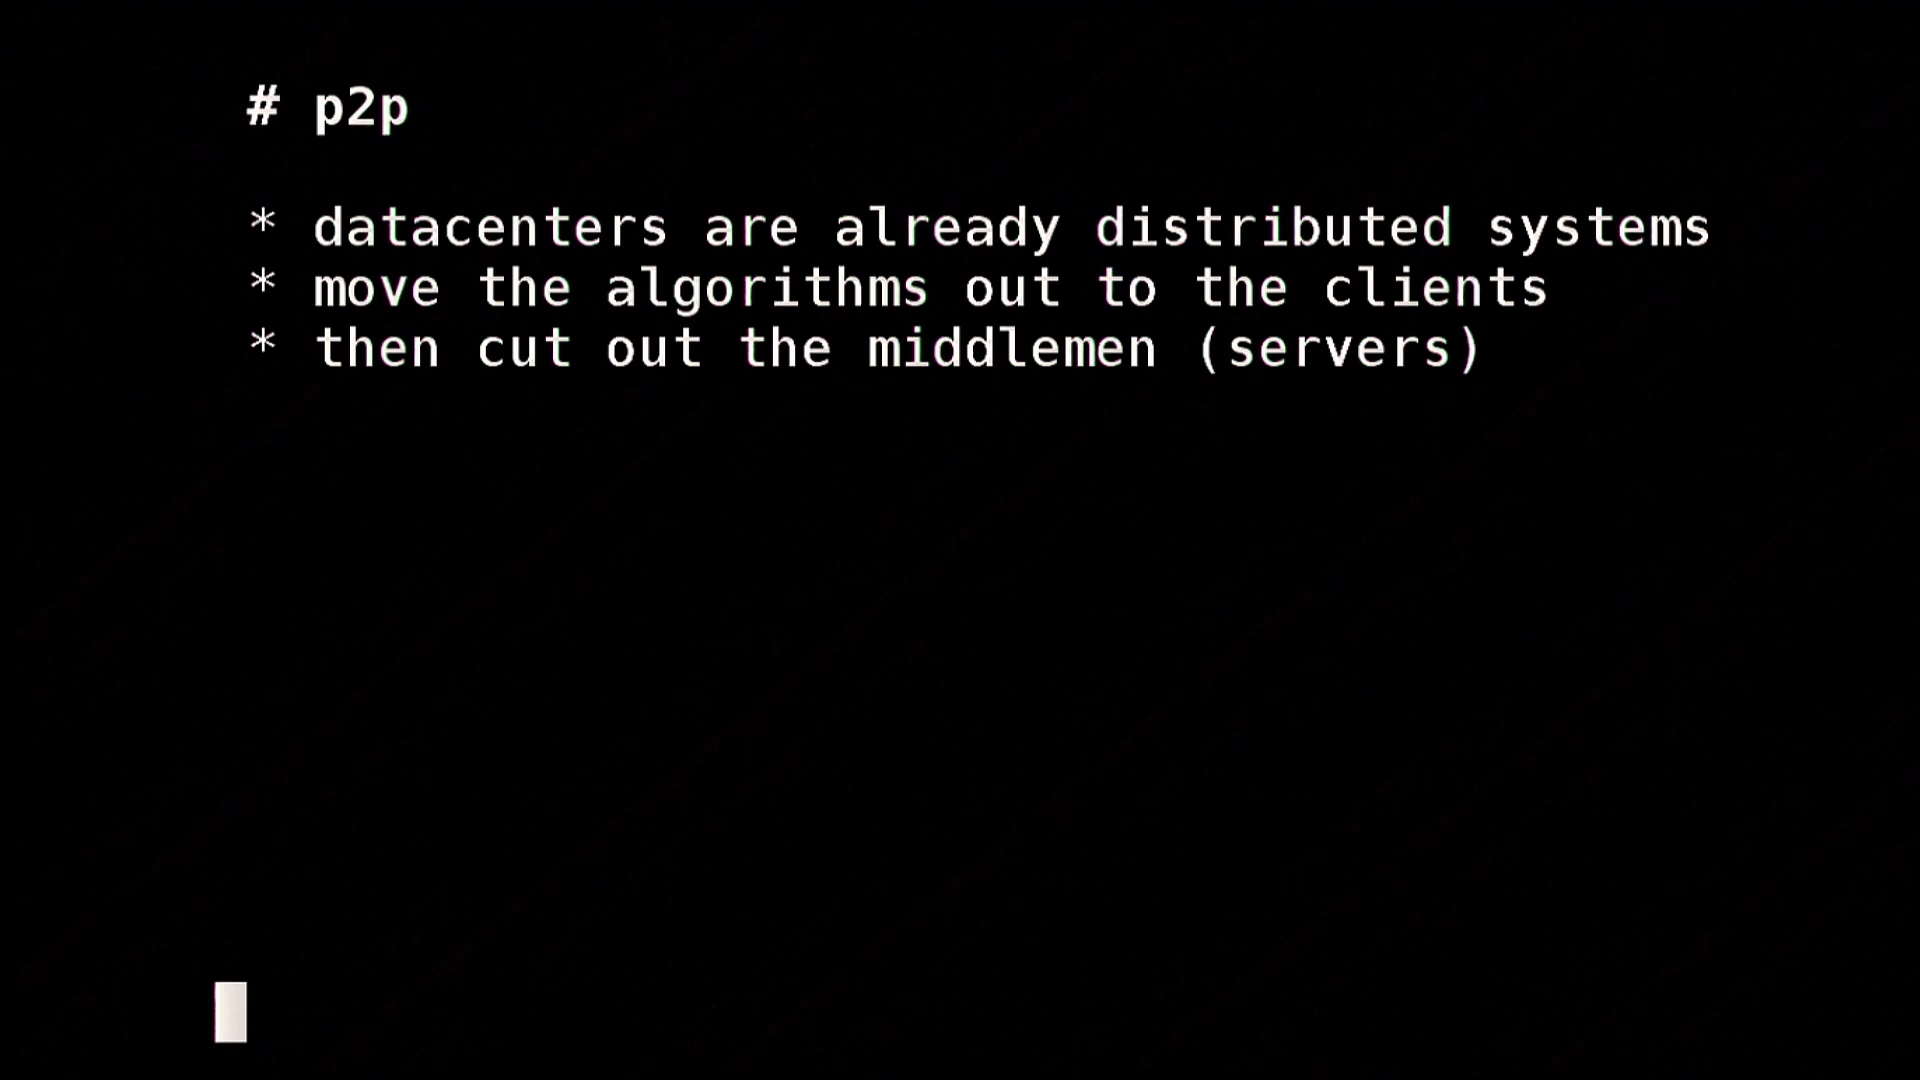 # p2p
* datacenters are already distributed systems
* move the algorithms out to the clients
* then cut out the middlemen (servers)